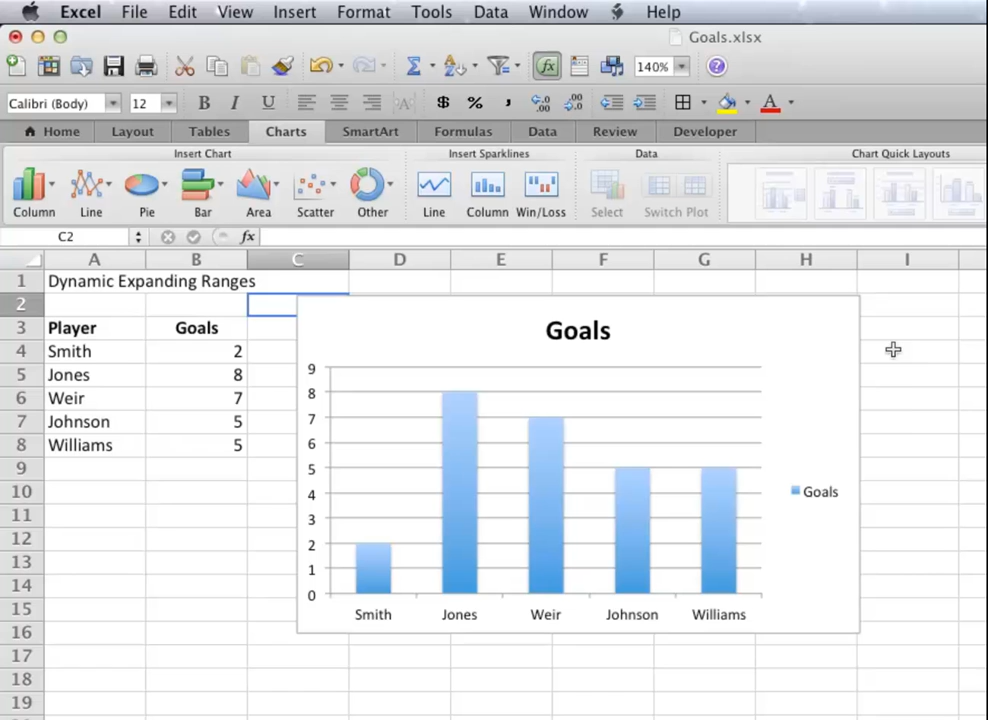 Excel File Edit View Insert Format Tools Data Window Help
Goals.xlsx
140%
Calibri (Body) 12 B I U $ % , A
Home Layout Tables Charts SmartArt Formulas Data Review Developer
Insert Chart Insert Sparklines Data Chart Quick Layouts
Column Line Pie Bar Area Scatter Other Line Column Win/Loss Select Switch Plot
C2 fx
A B C D E F G H I
1 Dynamic Expanding Ranges
2
3 Player Goals
4 Smith 2
5 Jones 8
6 Weir 7
7 Johnson 5
8 Williams 5
9
10
11
12
13
14
15
16
17
18
19
Goals
9
8
7
6
5
4
3
2
1
0
Smith Jones Weir Johnson Williams
Goals